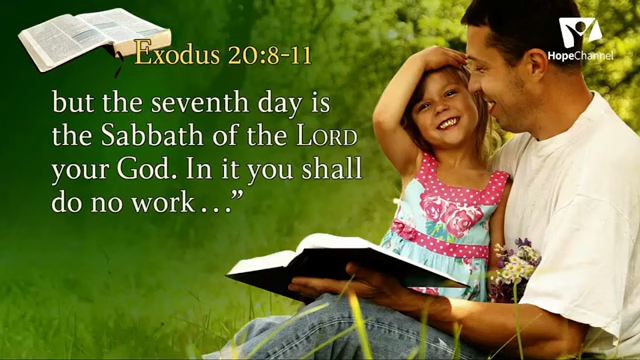 HopeChannel
Exodus 20:8-11
but the seventh day is
the Sabbath of the LORD
your God. In it you shall
do no work . . .”